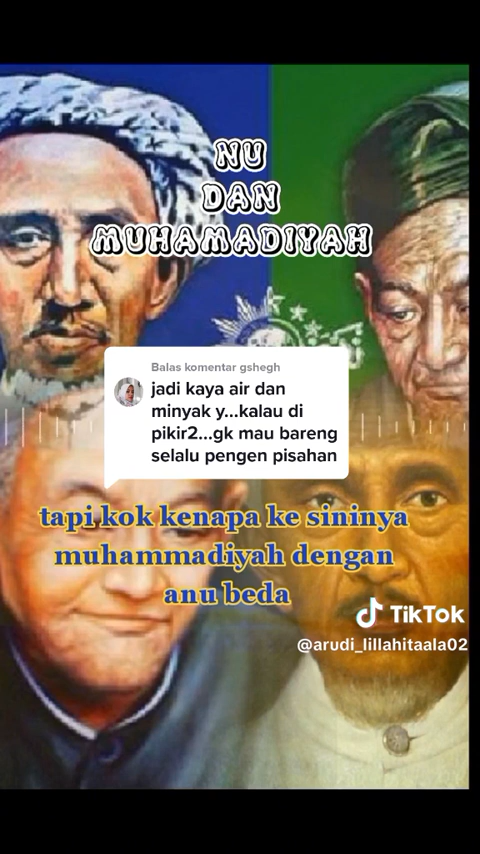 NU
DAN
MUHAMADIYAH
Balas komentar gshegh
jadi kaya air dan
minyak y...kalau di
pikir2...gk mau bareng
selalu pengen pisahan
tapi kok kenapa ke sininya
muhammadiyah dengan
anu beda
TikTok
@arudi_lillahitaala02